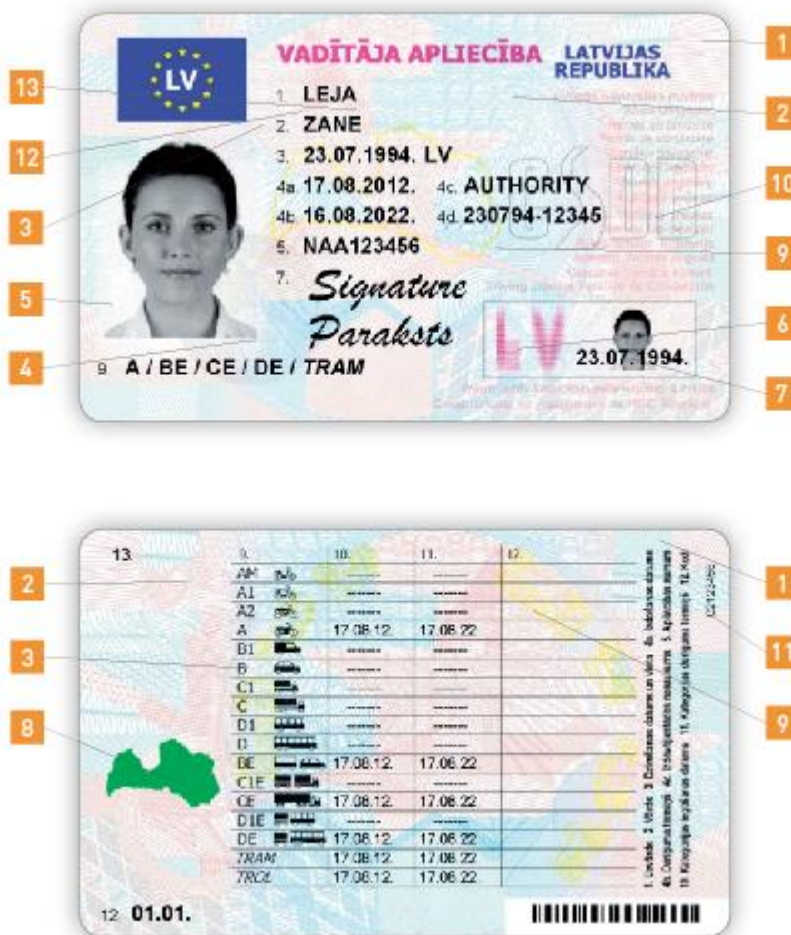 VADĪTĀJA APLIECĪBA LATVIJAS REPUBLIKA
LV
1. LEJA
2. ZANE
3. 23.07.1994. LV
4a. 17.08.2012. 4c. AUTHORITY
4b. 16.08.2022. 4d. 230794-12345
5. NAA123456
7. Signature
Paraksts
LV
23.07.1994.
9 A / BE / CE / DE / TRAM
13
12
3
5
4
1
2
10
9
6
7
13. 9. 10. 11. 12.
AM ------- -------
A1 ------- -------
A2 ------- -------
A 17.08.12. 17.08.22
B1 ------- -------
B ------- -------
C1 ------- -------
C ------- -------
D1 ------- -------
D ------- -------
BE 17.08.12. 17.08.22
C1E ------- -------
CE 17.08.12. 17.08.22
D1E ------- -------
DE 17.08.12. 17.08.22
TRAM 17.08.12. 17.08.22
TROL 17.08.12. 17.08.22
12. 01.01.
2
3
8
1
11
9